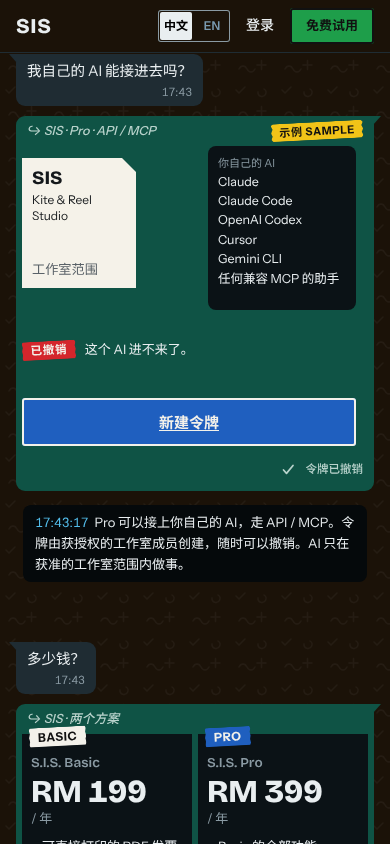 SIS
中文 EN
登录
免费试用
我自己的 AI 能接进去吗？
17:43
↪ SIS · Pro · API / MCP
示例 SAMPLE
SIS
Kite & Reel
Studio
工作室范围
你自己的 AI
Claude
Claude Code
OpenAI Codex
Cursor
Gemini CLI
任何兼容 MCP 的助手
已撤销 这个 AI 进不来了。
新建令牌
✓ 令牌已撤销
17:43:17 Pro 可以接上你自己的 AI，走 API / MCP。令
牌由获授权的工作室成员创建，随时可以撤销。AI 只在
获准的工作室范围内做事。
多少钱？
17:43
↪ SIS · 两个方案
BASIC
S.I.S. Basic
RM 199
/ 年
PRO
S.I.S. Pro
RM 399
/ 年